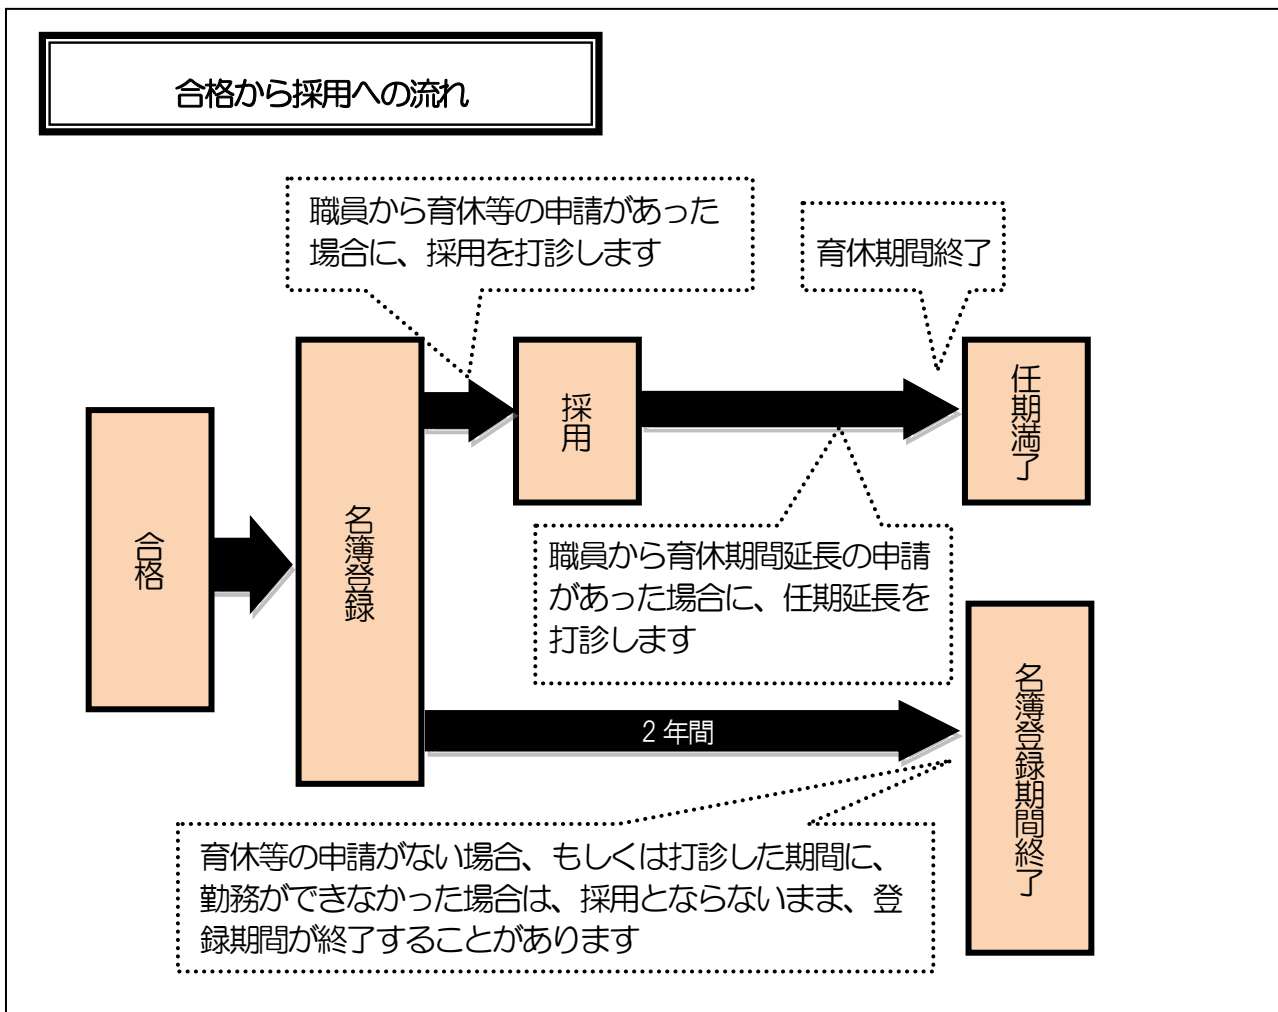 合格から採用への流れ
職員から育休等の申請があった
場合に、採用を打診します
育休期間終了
合格
名簿登録
採用
任期満了
職員から育休期間延長の申請
があった場合に、任期延長を
打診します
2年間
名簿登録期間終了
育休等の申請がない場合、もしくは打診した期間に、
勤務ができなかった場合は、採用とならないまま、登
録期間が終了することがあります